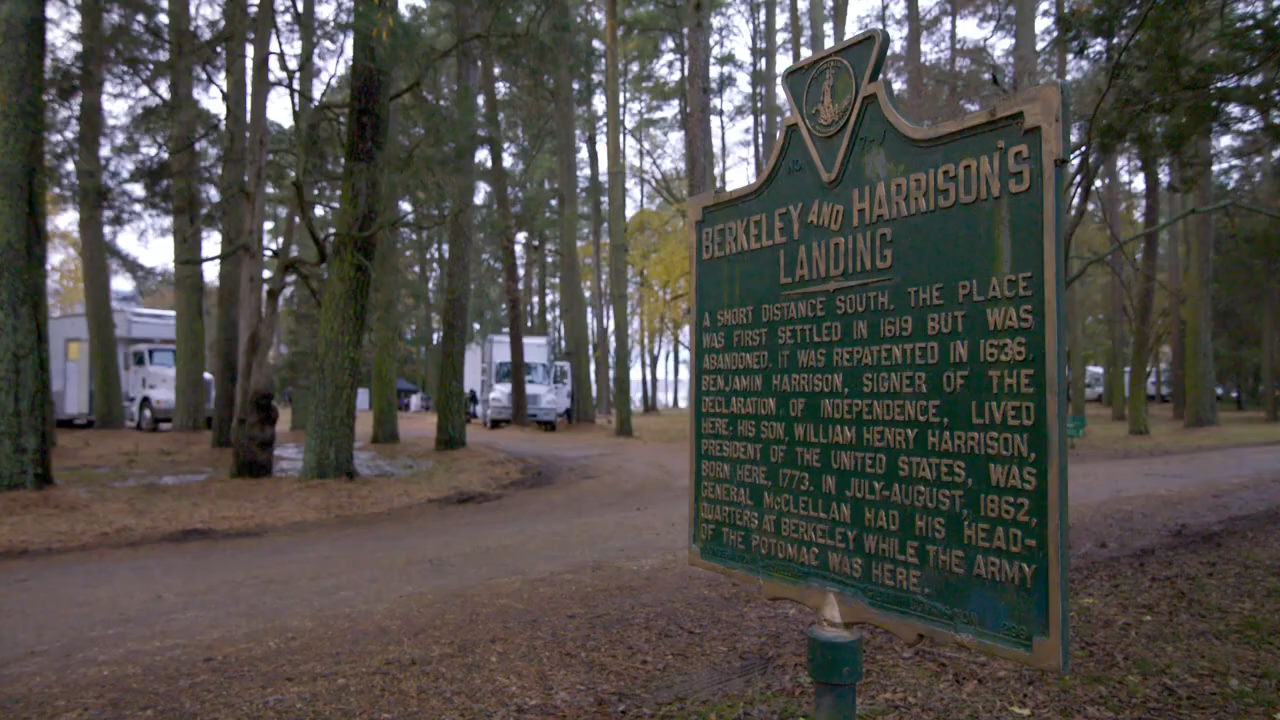 BERKELEY AND HARRISON'S
LANDING
A SHORT DISTANCE SOUTH. THE PLACE
WAS FIRST SETTLED IN 1619 BUT WAS
ABANDONED. IT WAS REPATENTED IN 1636.
BENJAMIN HARRISON, SIGNER OF THE
DECLARATION OF INDEPENDENCE, LIVED
HERE; HIS SON, WILLIAM HENRY HARRISON,
PRESIDENT OF THE UNITED STATES, WAS
BORN HERE, 1773. IN JULY-AUGUST, 1862,
GENERAL McCLELLAN HAD HIS HEAD-
QUARTERS AT BERKELEY WHILE THE ARMY
OF THE POTOMAC WAS HERE.